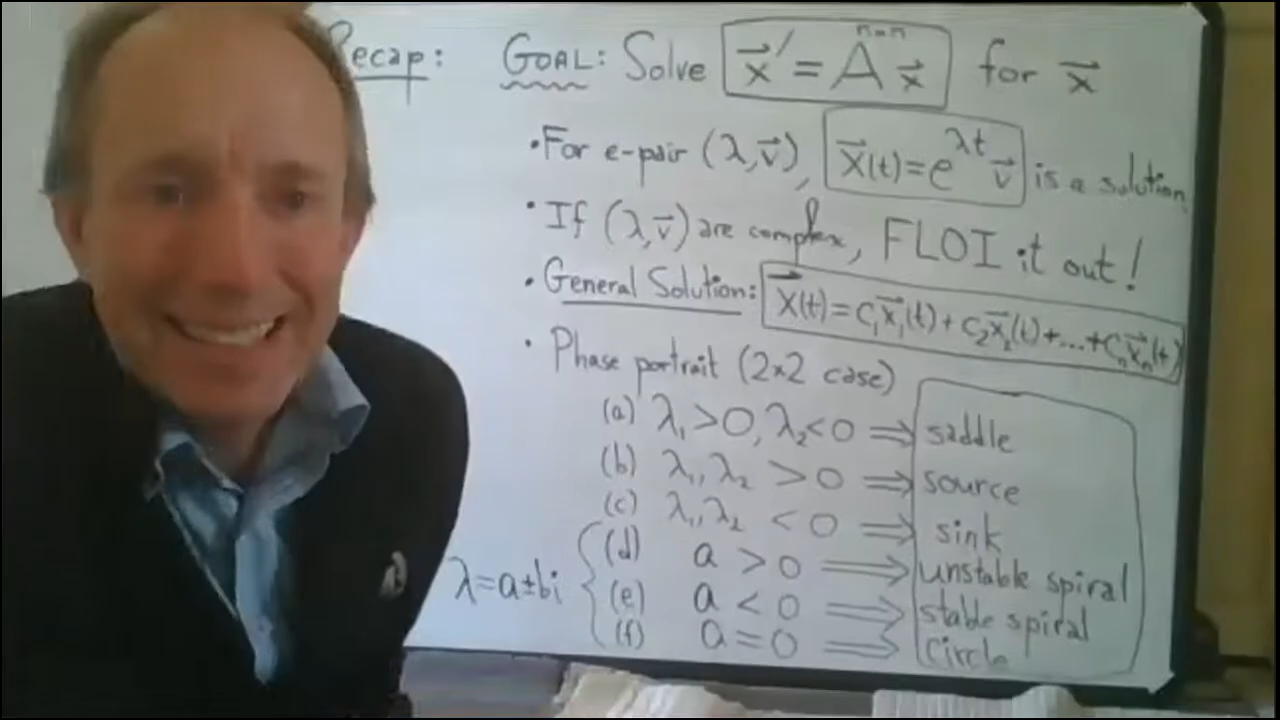 Recap: GOAL: Solve x⃗' = A x⃗ for x⃗
n×n
• For e-pair (λ, v⃗), x⃗(t) = e^{λt} v⃗ is a solution
• If (λ, v⃗) are complex, FLOI it out!
• General Solution: x⃗(t) = c₁x⃗₁(t) + c₂x⃗₂(t) + ... + cₙx⃗ₙ(t)
• Phase portrait (2×2 case)
(a) λ₁ > 0, λ₂ < 0 ⇒ saddle
(b) λ₁, λ₂ > 0 ⇒ source
(c) λ₁, λ₂ < 0 ⇒ sink
(d) a > 0 ⇒ unstable spiral
λ = a ± bi { (e) a < 0 ⇒ stable spiral
(f) a = 0 ⇒ Circle